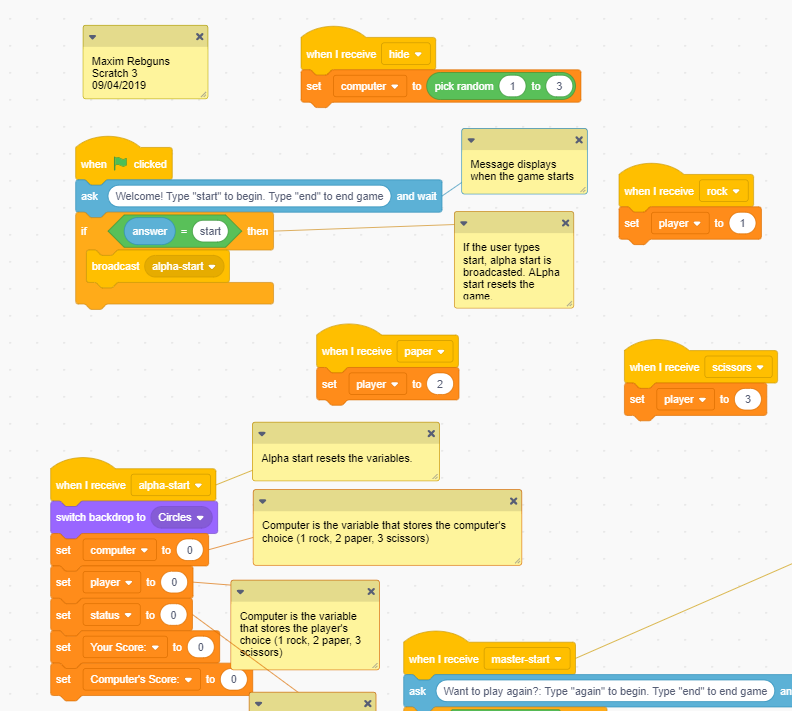 Maxim Rebguns
Scratch 3
09/04/2019
when I receive hide
set computer to pick random 1 to 3
when clicked
ask Welcome! Type "start" to begin. Type "end" to end game and wait
if answer = start then
broadcast alpha-start
Message displays
when the game starts
If the user types
start, alpha start is
broadcasted. ALpha
start resets the
game.
when I receive rock
set player to 1
when I receive paper
set player to 2
when I receive scissors
set player to 3
when I receive alpha-start
switch backdrop to Circles
set computer to 0
set player to 0
set status to 0
set Your Score: to 0
set Computer's Score: to 0
Alpha start resets the variables.
Computer is the variable that stores the computer's
choice (1 rock, 2 paper, 3 scissors)
Computer is the variable
that stores the player's
choice (1 rock, 2 paper, 3
scissors)
when I receive master-start
ask Want to play again?: Type "again" to begin. Type "end" to end game